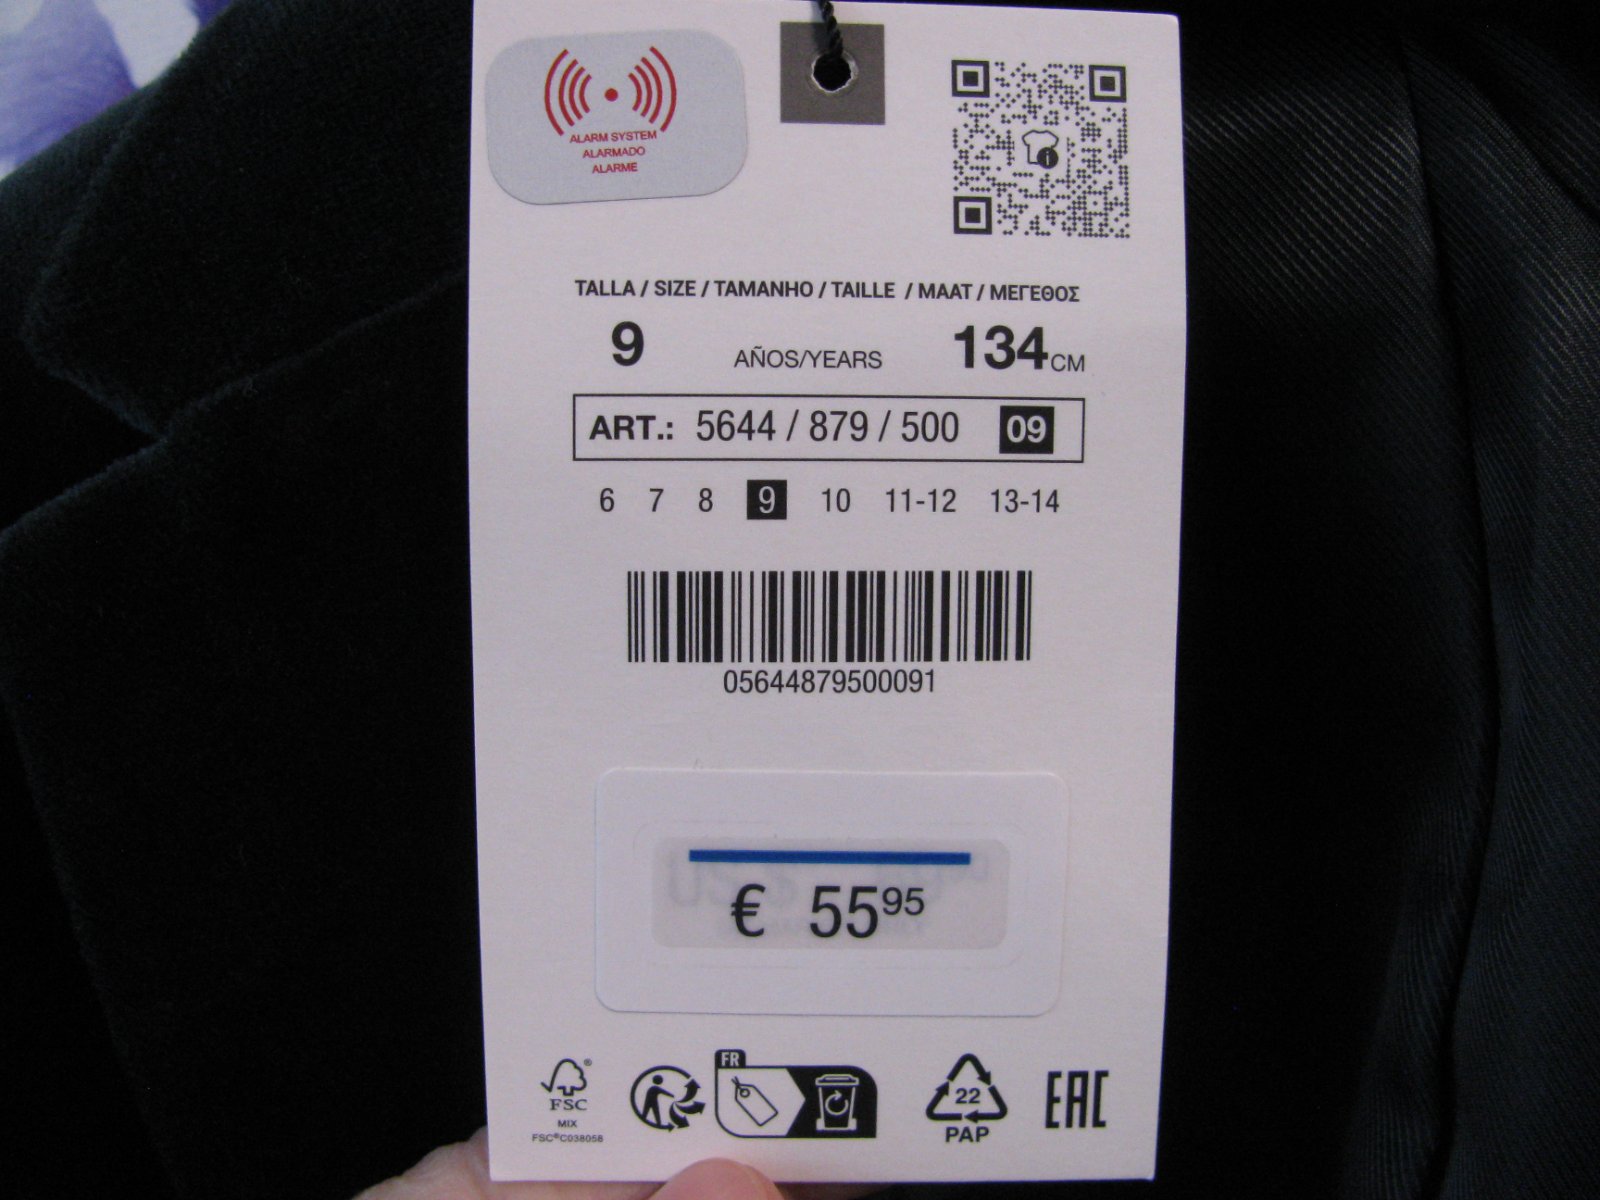 ALARM SYSTEM
ALARMADO
ALARME
TALLA / SIZE / TAMANHO / TAILLE / MAAT / ΜΕΓΕΘΟΣ
9 AÑOS/YEARS 134 CM
ART.: 5644 / 879 / 500 09
6 7 8 9 10 11-12 13-14
05644879500091
€ 55 95
FR
FSC®
MIX
FSC®C038058
22
PAP
EAC